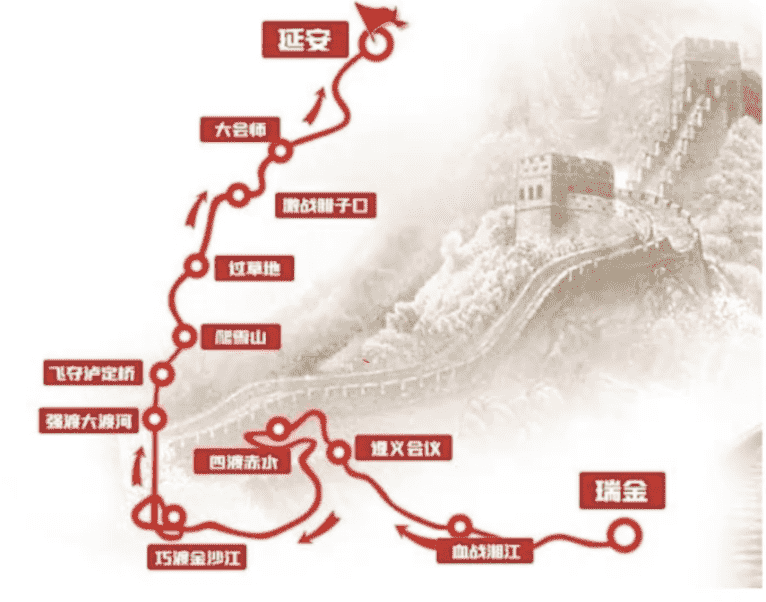 延安
大会师
激战腊子口
过草地
爬雪山
飞夺泸定桥
强渡大渡河
四渡赤水
遵义会议
瑞金
血战湘江
巧渡金沙江